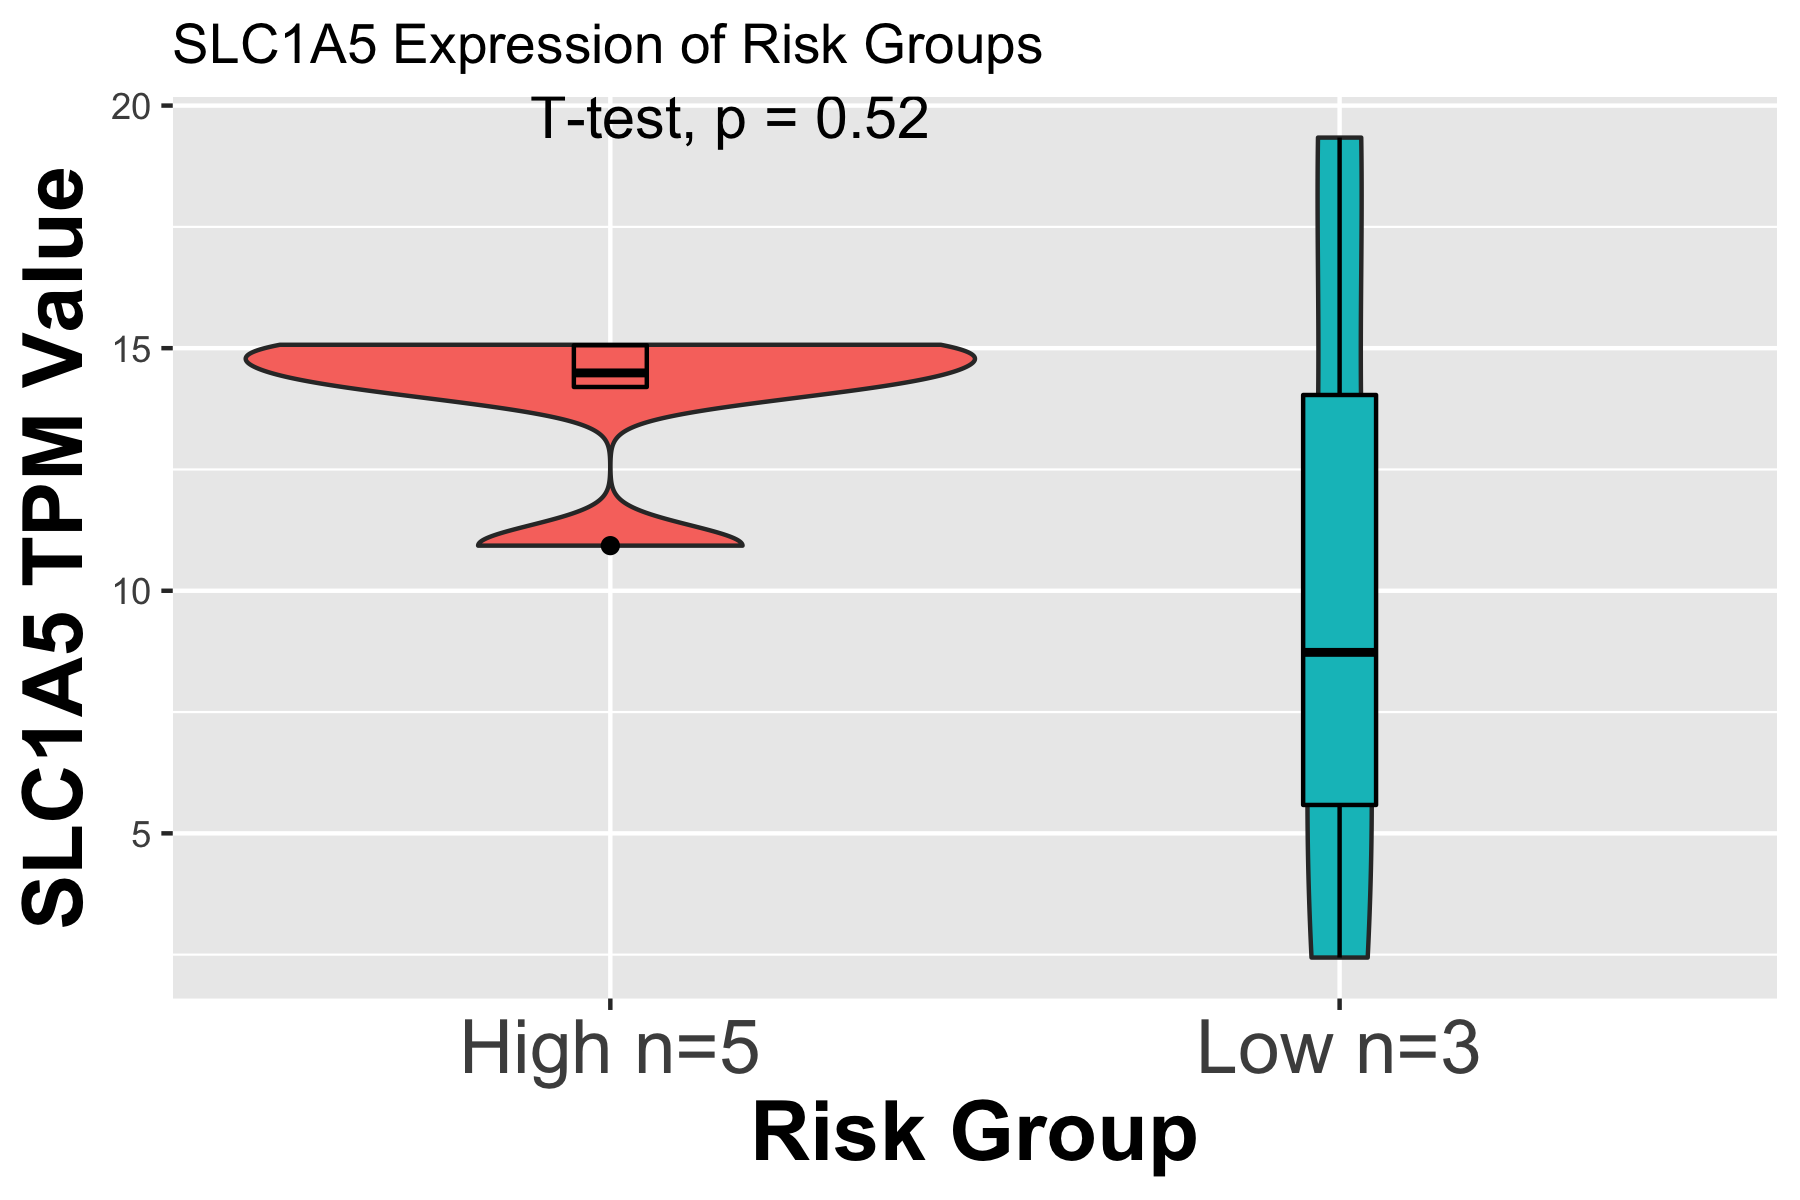 SLC1A5 Expression of Risk Groups
T-test, p = 0.52
SLC1A5 TPM Value
20
15
10
5
High n=5
Low n=3
Risk Group